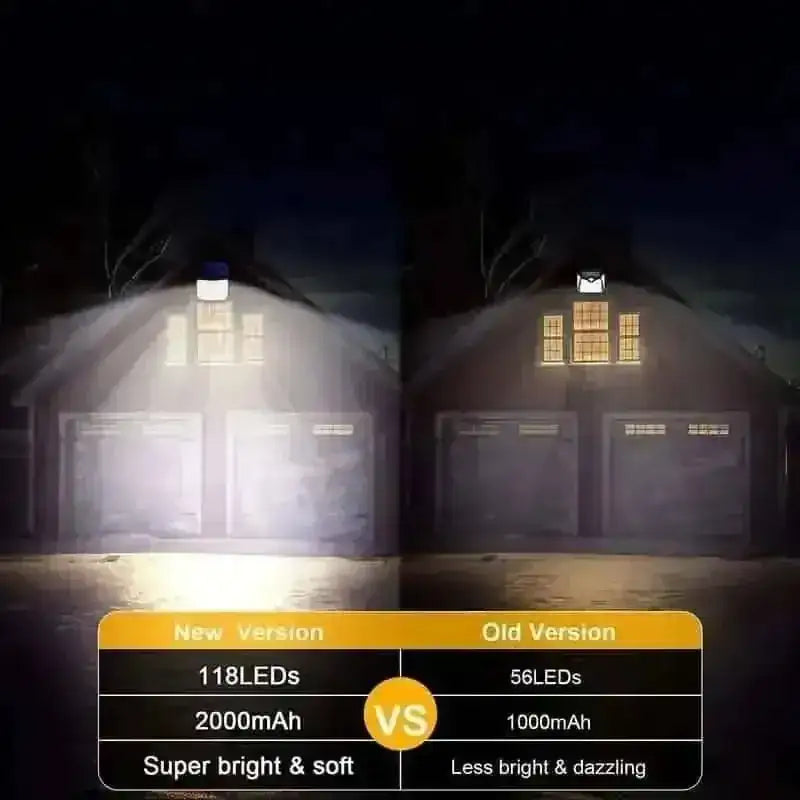 New Version
Old Version
118LEDs
56LEDs
2000mAh
VS
1000mAh
Super bright & soft
Less bright & dazzling